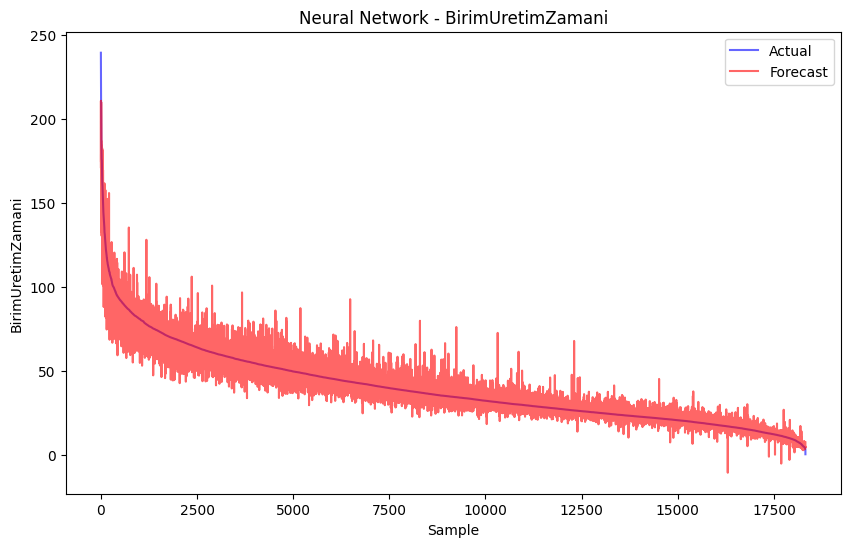 Neural Network - BirimUretimZamani
250
200
150
100
50
0
BirimUretimZamani
Actual
Forecast
0 2500 5000 7500 10000 12500 15000 17500
Sample